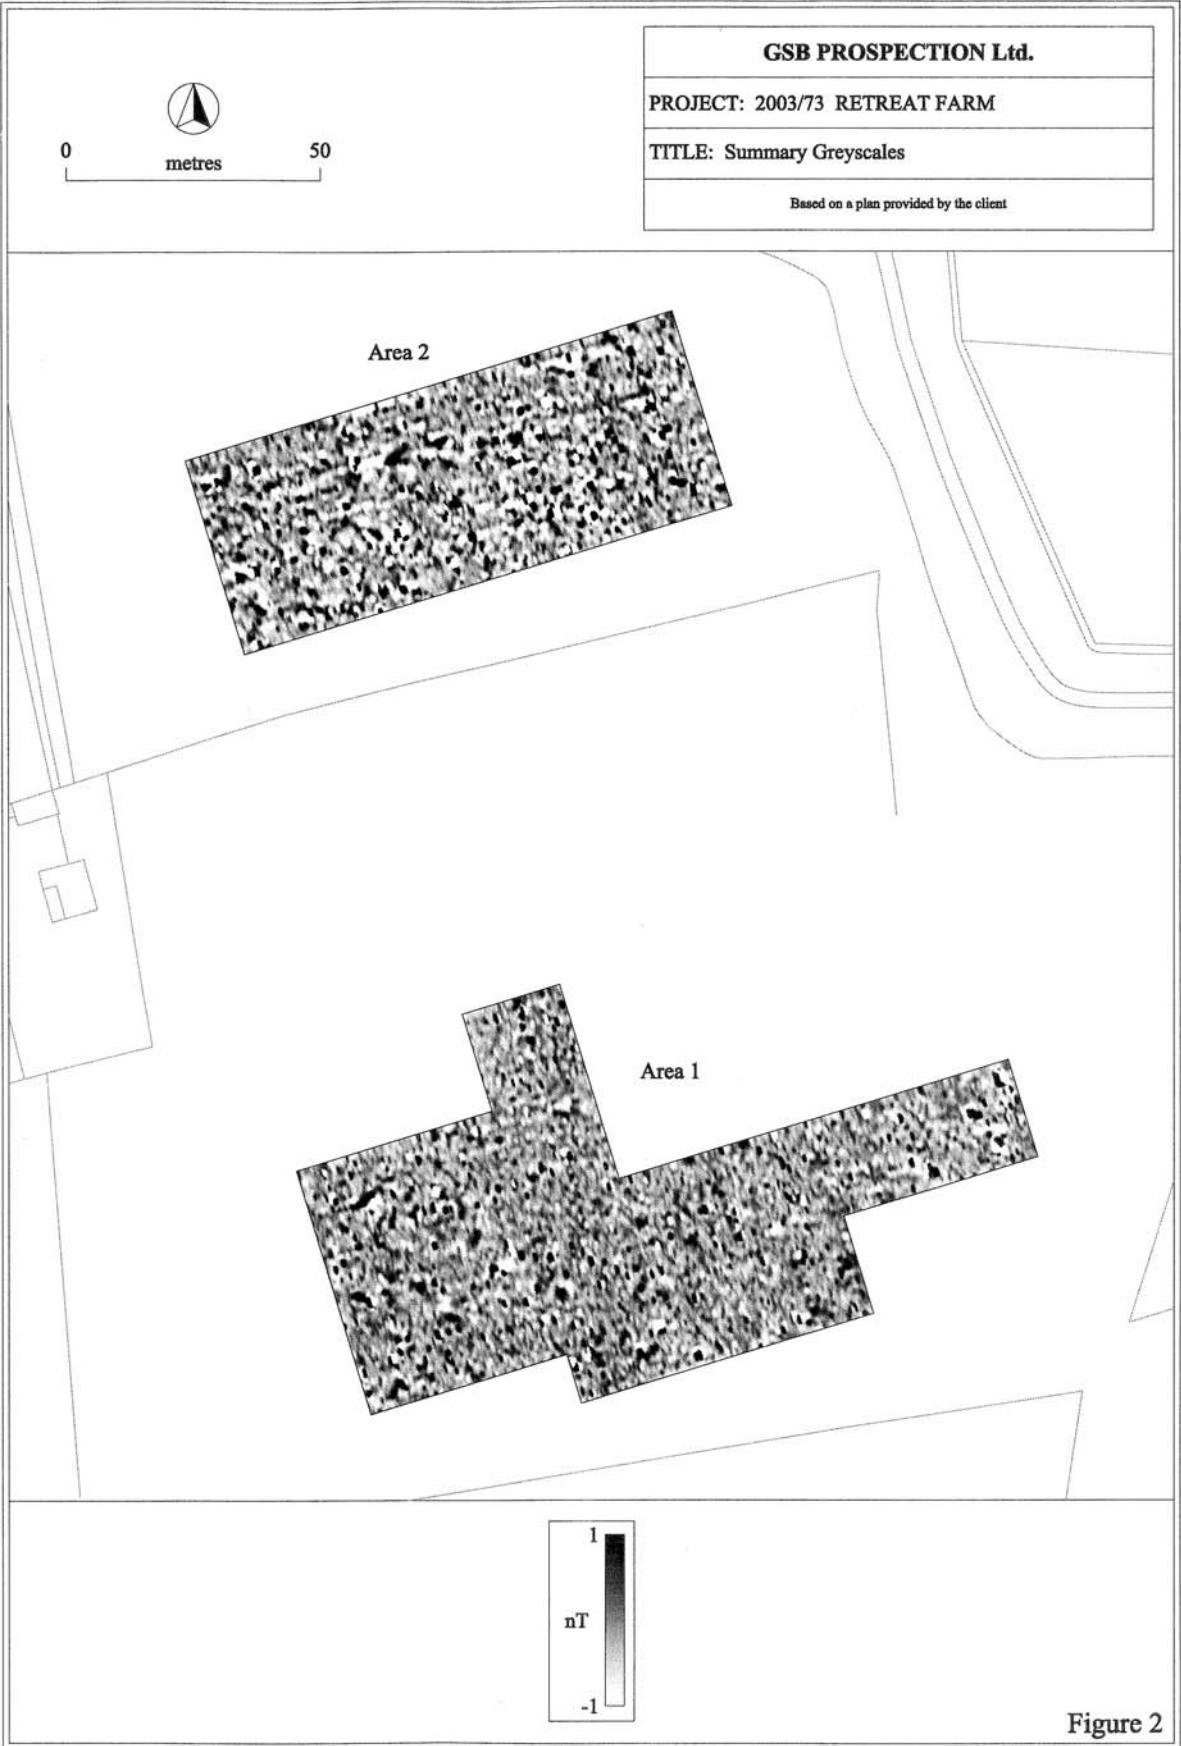 GSB PROSPECTION Ltd.
PROJECT: 2003/73 RETREAT FARM
TITLE: Summary Greyscales
Based on a plan provided by the client
0 50
metres
Area 2
Area 1
1
nT
-1
Figure 2